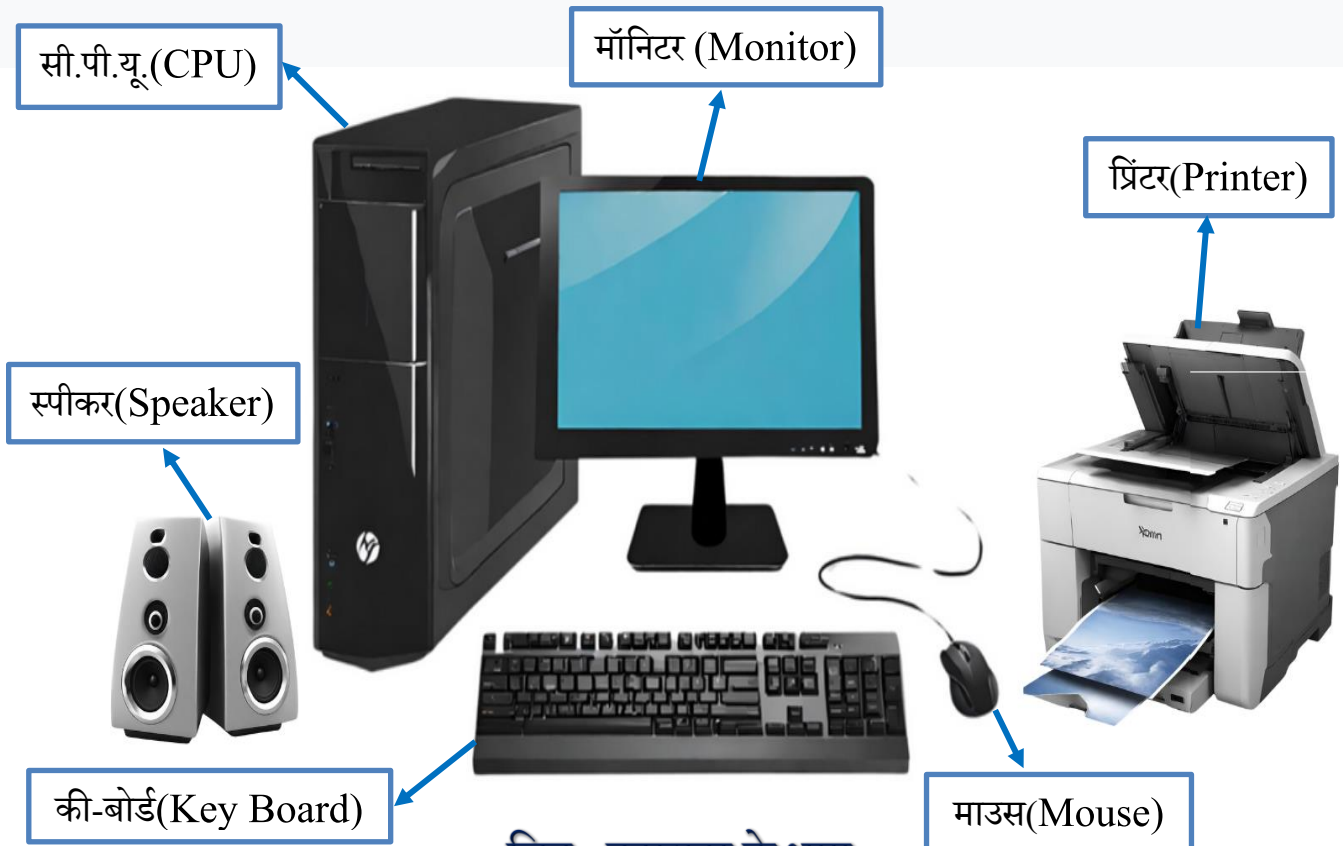 सी.पी.यू.(CPU)
मॉनिटर (Monitor)
प्रिंटर(Printer)
स्पीकर(Speaker)
की-बोर्ड(Key Board)
माउस(Mouse)